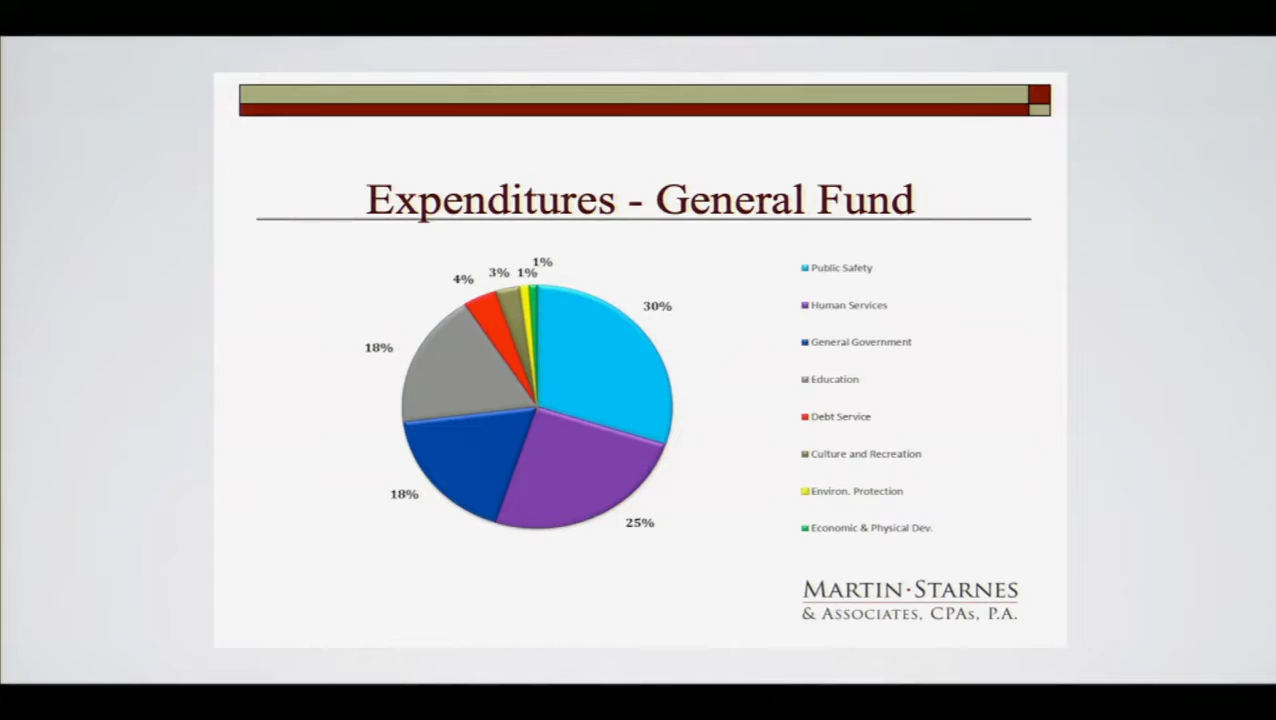 Expenditures - General Fund
1%
4%
3%
1%
30%
18%
18%
25%
Public Safety
Human Services
General Government
Education
Debt Service
Culture and Recreation
Environ. Protection
Economic & Physical Dev.
MARTIN·STARNES
& ASSOCIATES, CPAs, P.A.